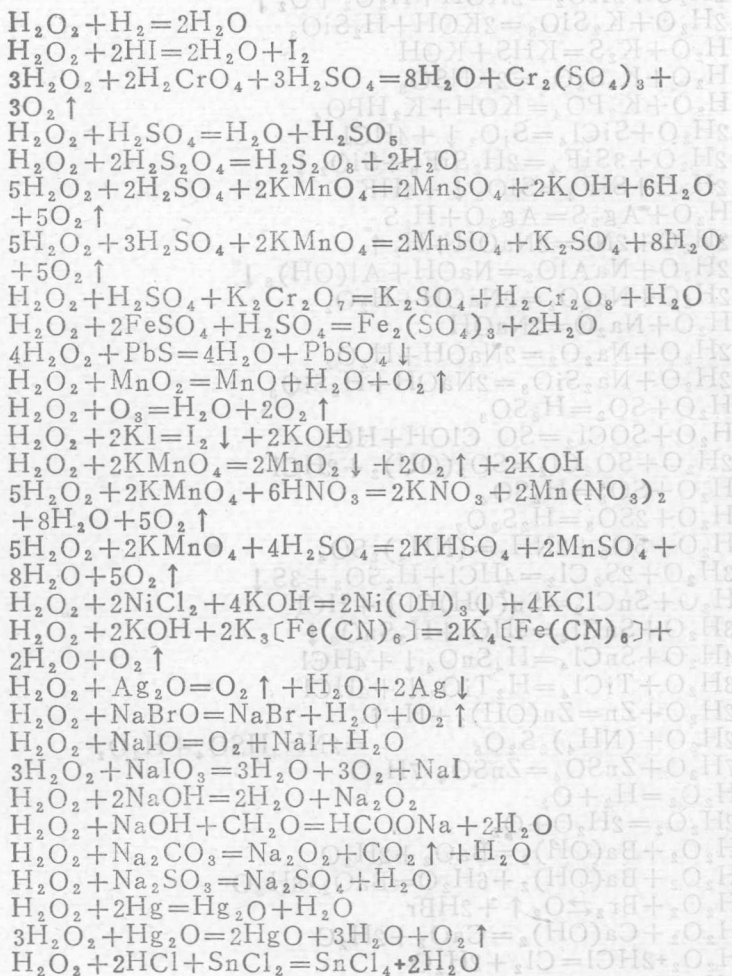 H₂O₂+H₂=2H₂O
H₂O₂+2HI=2H₂O+I₂
3H₂O₂+2H₂CrO₄+3H₂SO₄=8H₂O+Cr₂(SO₄)₃+
3O₂↑
H₂O₂+H₂SO₄=H₂O+H₂SO₅
H₂O₂+2H₂S₂O₄=H₂S₂O₈+2H₂O
5H₂O₂+2H₂SO₄+2KMnO₄=2MnSO₄+2KOH+6H₂O
+5O₂↑
5H₂O₂+3H₂SO₄+2KMnO₄=2MnSO₄+K₂SO₄+8H₂O
+5O₂↑
H₂O₂+H₂SO₄+K₂Cr₂O₇=K₂SO₄+H₂Cr₂O₈+H₂O
H₂O₂+2FeSO₄+H₂SO₄=Fe₂(SO₄)₃+2H₂O
4H₂O₂+PbS=4H₂O+PbSO₄↓
H₂O₂+MnO₂=MnO+H₂O+O₂↑
H₂O₂+O₃=H₂O+2O₂↑
H₂O₂+2KI=I₂↓+2KOH
H₂O₂+2KMnO₄=2MnO₂↓+2O₂↑+2KOH
5H₂O₂+2KMnO₄+6HNO₃=2KNO₃+2Mn(NO₃)₂
+8H₂O+5O₂↑
5H₂O₂+2KMnO₄+4H₂SO₄=2KHSO₄+2MnSO₄+
8H₂O+5O₂↑
H₂O₂+2NiCl₂+4KOH=2Ni(OH)₃↓+4KCl
H₂O₂+2KOH+2K₃[Fe(CN)₆]=2K₄[Fe(CN)₆]+
2H₂O+O₂↑
H₂O₂+Ag₂O=O₂↑+H₂O+2Ag↓
H₂O₂+NaBrO=NaBr+H₂O+O₂↑
H₂O₂+NaIO=O₂+NaI+H₂O
3H₂O₂+NaIO₃=3H₂O+3O₂+NaI
H₂O₂+2NaOH=2H₂O+Na₂O₂
H₂O₂+NaOH+CH₂O=HCOONa+2H₂O
H₂O₂+Na₂CO₃=Na₂O₂+CO₂↑+H₂O
H₂O₂+Na₂SO₃=Na₂SO₄+H₂O
H₂O₂+2Hg=Hg₂O+H₂O
3H₂O₂+Hg₂O=2HgO+3H₂O+O₂↑
H₂O₂+2HCl+SnCl₂=SnCl₄+2H₂O